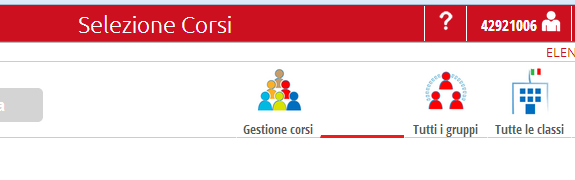 Selezione Corsi
?
42921006
ELEN
a
Gestione corsi
Tutti i gruppi
Tutte le classi